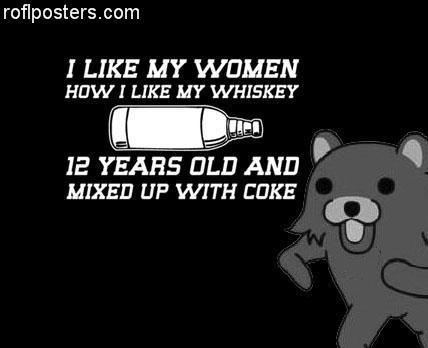 roflposters.com
I LIKE MY WOMEN
HOW I LIKE MY WHISKEY
12 YEARS OLD AND
MIXED UP WITH COKE